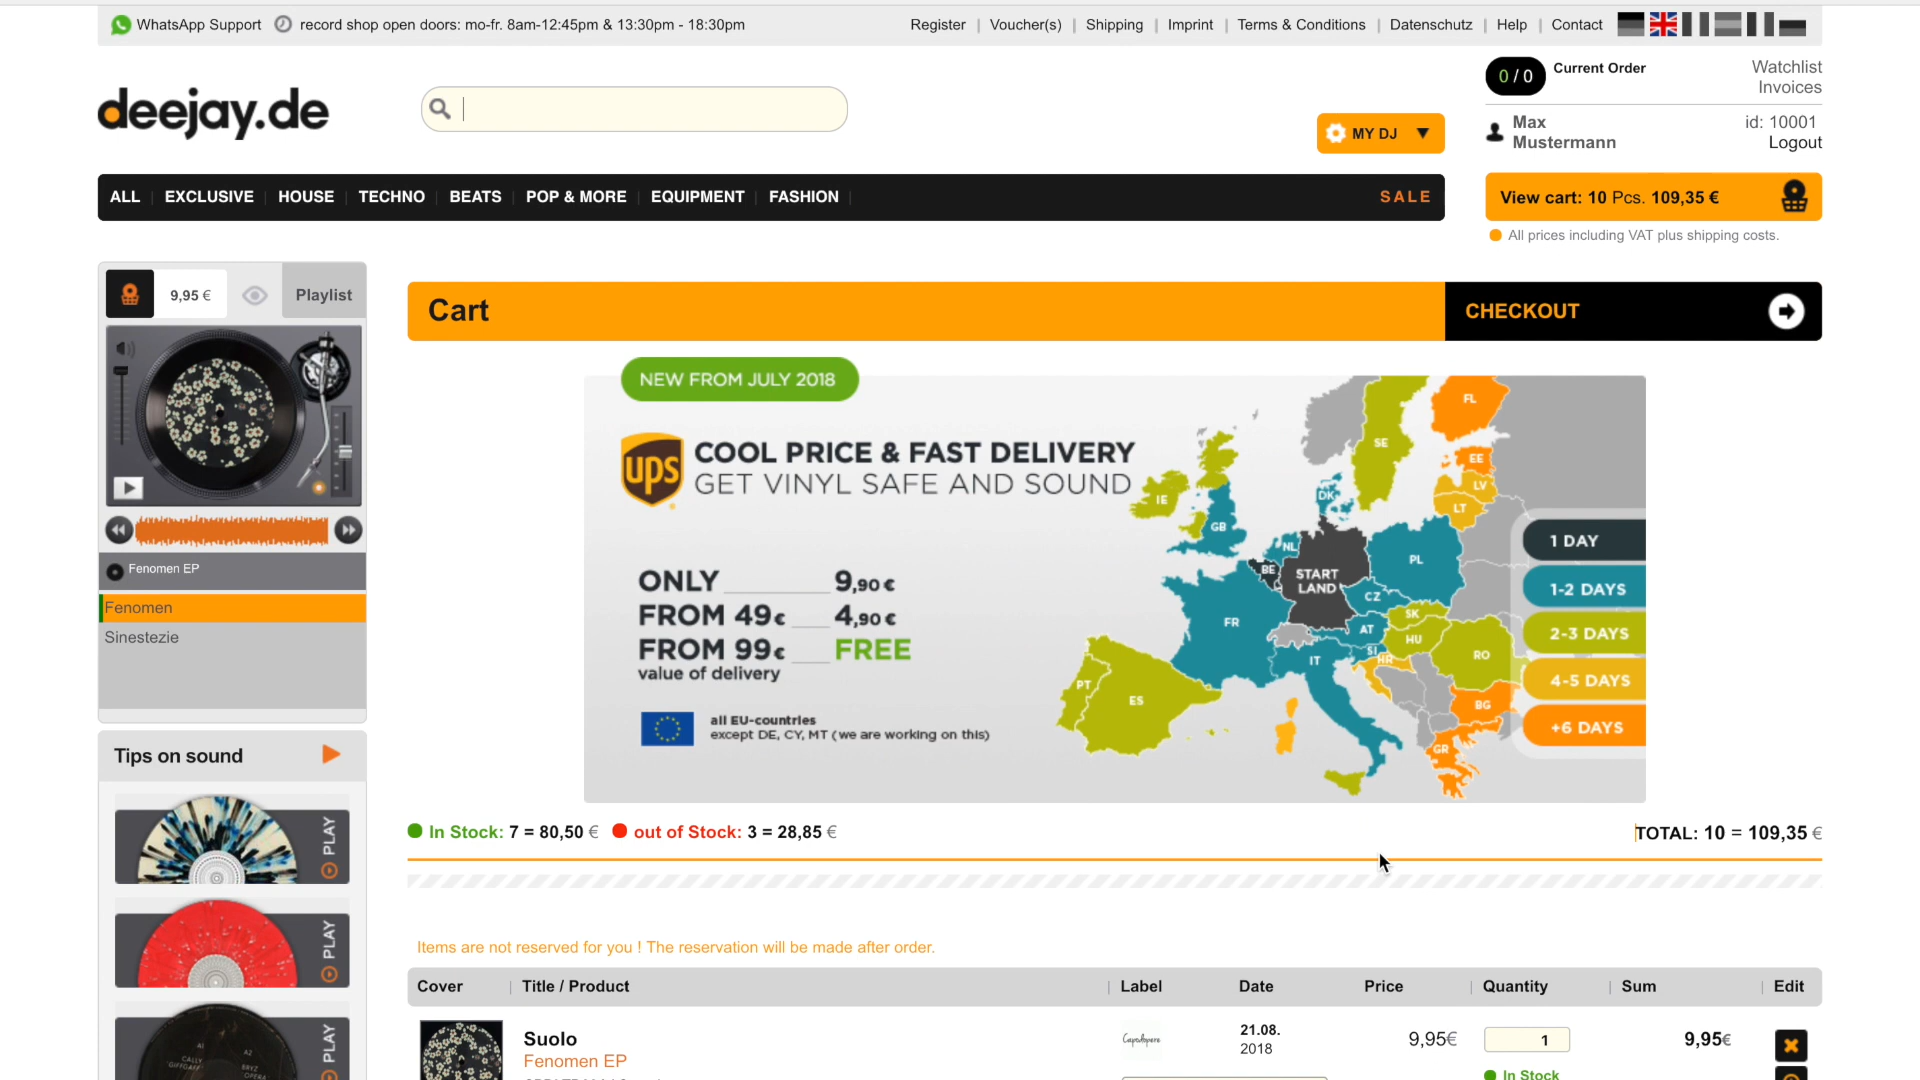 WhatsApp Support record shop open doors: mo-fr. 8am-12:45pm & 13:30pm - 18:30pm Register | Voucher(s) | Shipping | Imprint | Terms & Conditions | Datenschutz | Help | Contact
0 / 0 Current Order Watchlist
Invoices
deejay.de
MY DJ
Max Mustermann
id: 10001
Logout
ALL | EXCLUSIVE | HOUSE | TECHNO | BEATS | POP & MORE | EQUIPMENT | FASHION | SALE
View cart: 10 Pcs. 109,35 €
All prices including VAT plus shipping costs.
9,95 € Playlist
Fenomen EP
Fenomen
Sinestezie
Tips on sound
PLAY
PLAY
PLAY
Cart
CHECKOUT
NEW FROM JULY 2018
ups
COOL PRICE & FAST DELIVERY
GET VINYL SAFE AND SOUND
ONLY ____ 9,90 €
FROM 49€ __ 4,90 €
FROM 99€ __ FREE
value of delivery
all EU-countries
except DE, CY, MT (we are working on this)
FL
SE
EE
LV
LT
DK
IE
GB
NL
BE
START LAND
PL
CZ
FR
SK
AT
HU
SI
HR
RO
IT
PT
ES
BG
GR
1 DAY
1-2 DAYS
2-3 DAYS
4-5 DAYS
+6 DAYS
In Stock: 7 = 80,50 € out of Stock: 3 = 28,85 € TOTAL: 10 = 109,35 €
Items are not reserved for you ! The reservation will be made after order.
Cover | Title / Product | Label Date Price | Quantity | Sum | Edit
Suolo
Fenomen EP
21.08.
2018
9,95€ 1 9,95€
In Stock